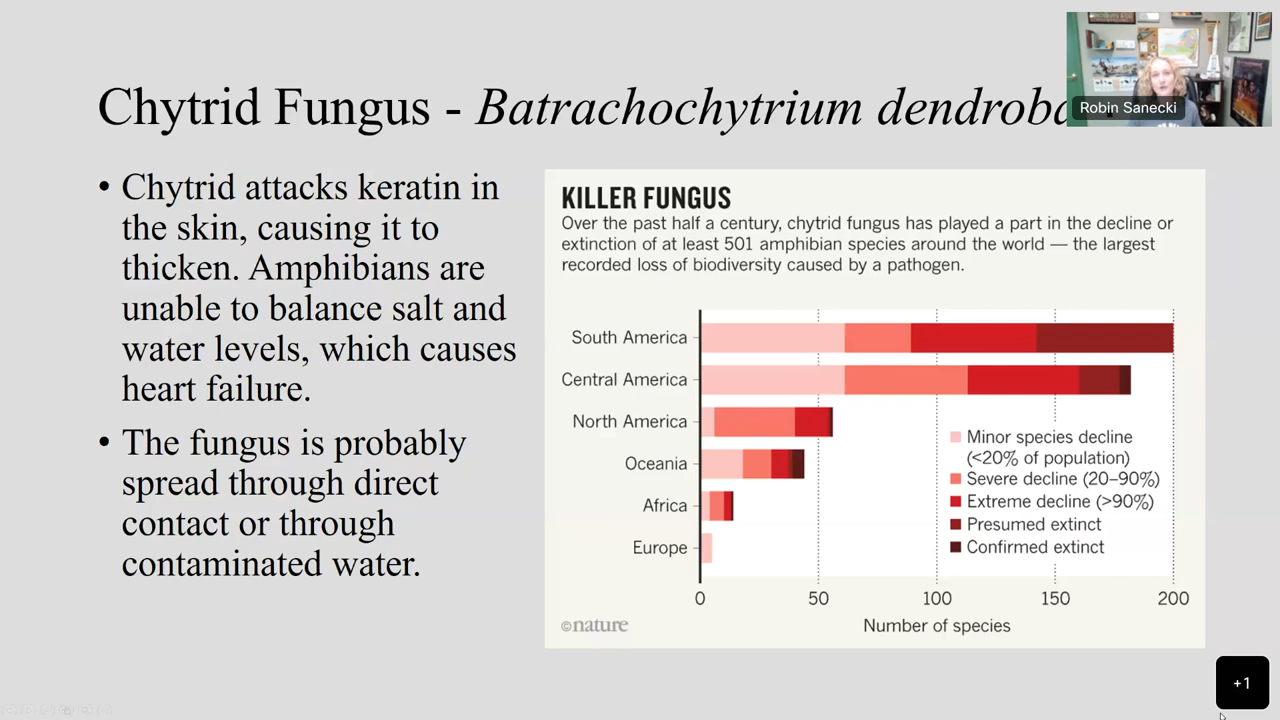 Chytrid Fungus - Batrachochytrium dendroba
Robin Sanecki
• Chytrid attacks keratin in
the skin, causing it to
thicken. Amphibians are
unable to balance salt and
water levels, which causes
heart failure.
• The fungus is probably
spread through direct
contact or through
contaminated water.
KILLER FUNGUS
Over the past half a century, chytrid fungus has played a part in the decline or
extinction of at least 501 amphibian species around the world — the largest
recorded loss of biodiversity caused by a pathogen.
South America
Central America
North America
Oceania
Africa
Europe
Minor species decline
(<20% of population)
Severe decline (20–90%)
Extreme decline (>90%)
Presumed extinct
Confirmed extinct
0 50 100 150 200
Number of species
©nature
+1